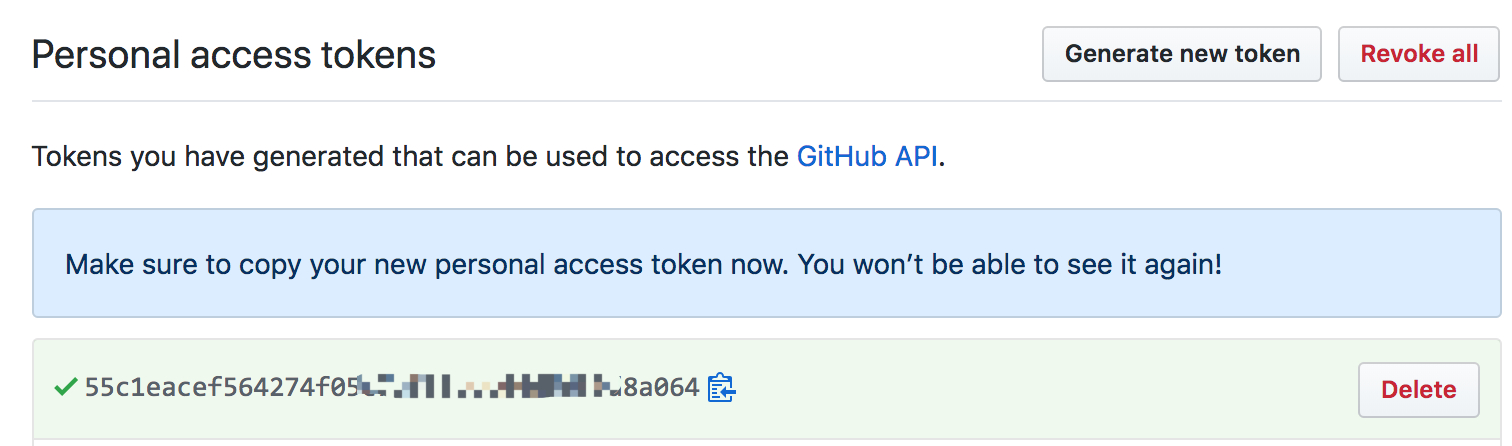 Personal access tokens
Generate new token
Revoke all
Tokens you have generated that can be used to access the GitHub API.
Make sure to copy your new personal access token now. You won’t be able to see it again!
55c1eacef564274f05 8a064
Delete